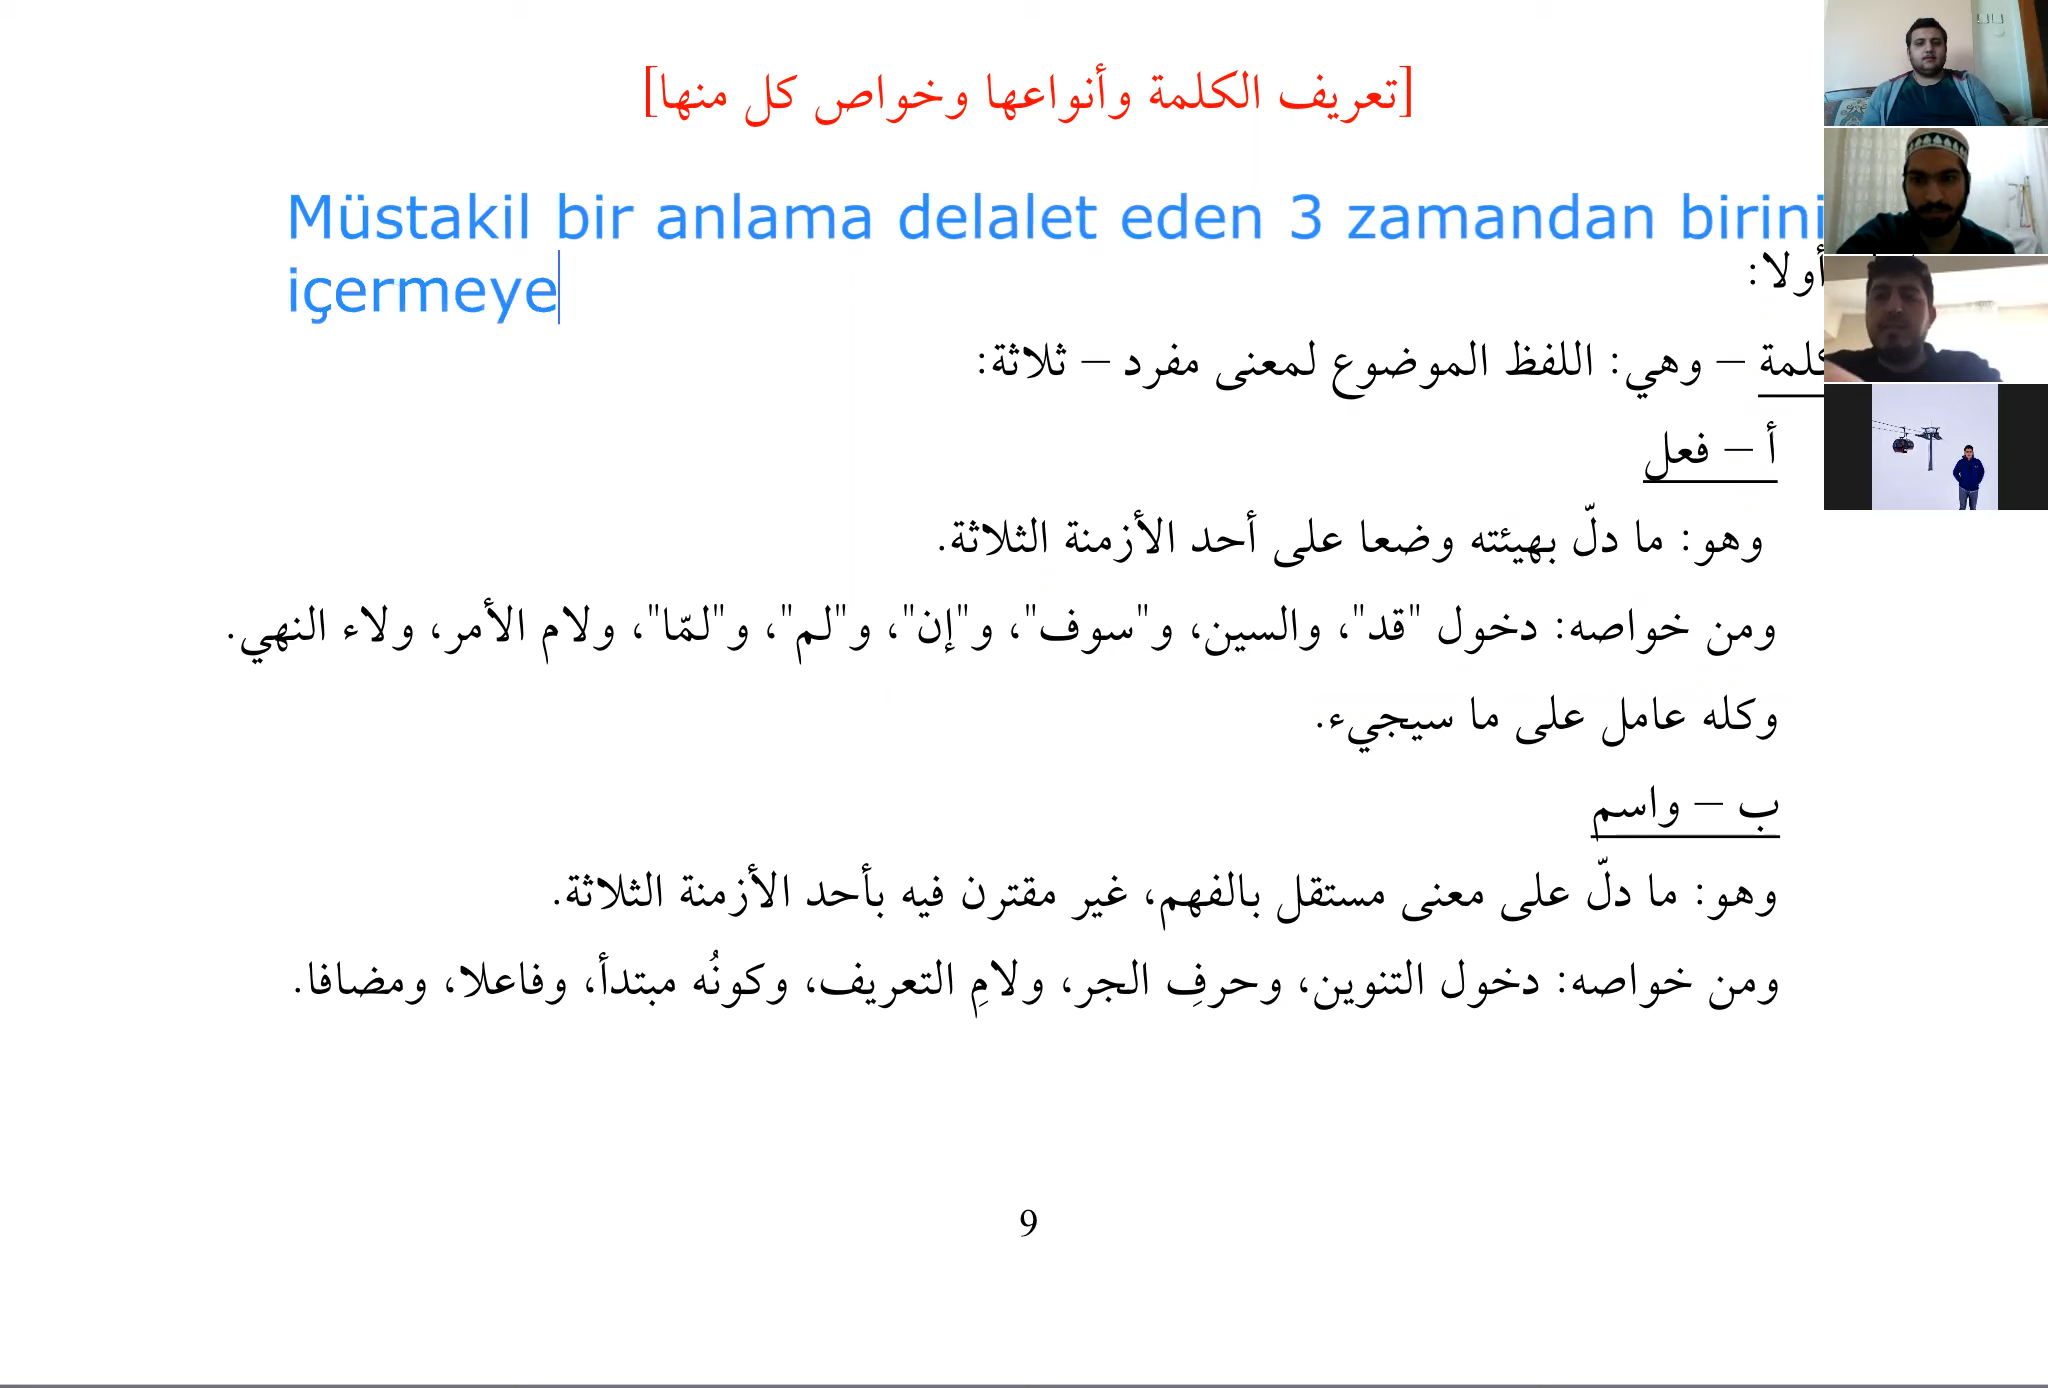 [تعريف الكلمة وأنواعها وخواص كل منها]
Müstakil bir anlama delalet eden 3 zamandan birini
içermeye
أولا:
– وهي: اللفظ الموضوع لمعنى مفرد – ثلاثة:
أ – فعل
وهو: ما دلّ بهيئته وضعا على أحد الأزمنة الثلاثة.
ومن خواصه: دخول "قد"، والسين، و"سوف"، و"إن"، و"لم"، و"لمّا"، ولام الأمر، ولاء النهي.
وكله عامل على ما سيجيء.
ب – واسم
وهو: ما دلّ على معنى مستقل بالفهم، غير مقترن فيه بأحد الأزمنة الثلاثة.
ومن خواصه: دخول التنوين، وحرفِ الجر، ولامِ التعريف، وكونُه مبتدأ، وفاعلا، ومضافا.
9